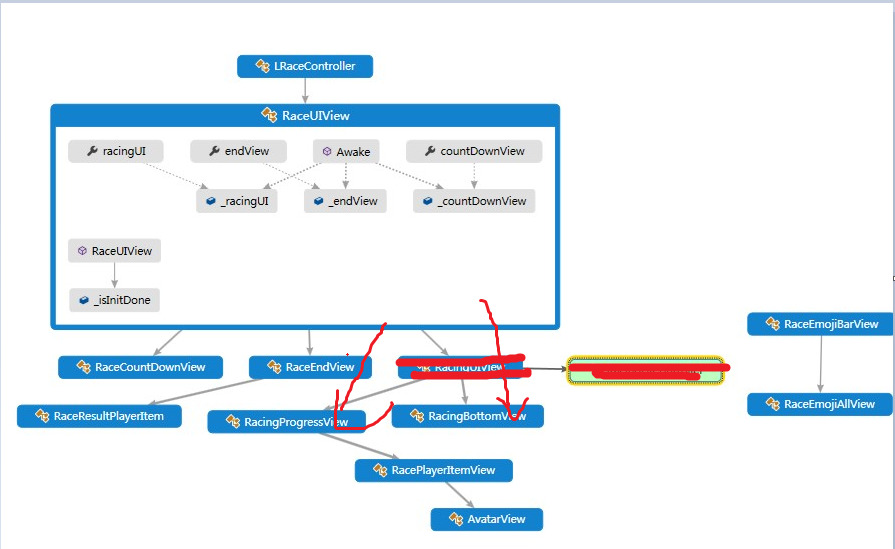 LRaceController
RaceUIView
racingUI
endView
Awake
countDownView
_racingUI
_endView
_countDownView
RaceUIView
_isInitDone
RaceEmojiBarView
RaceCountDownView
RaceEndView
RacingUIView
RaceEmojiAllView
RaceResultPlayerItem
RacingProgressView
RacingBottomView
RacePlayerItemView
AvatarView